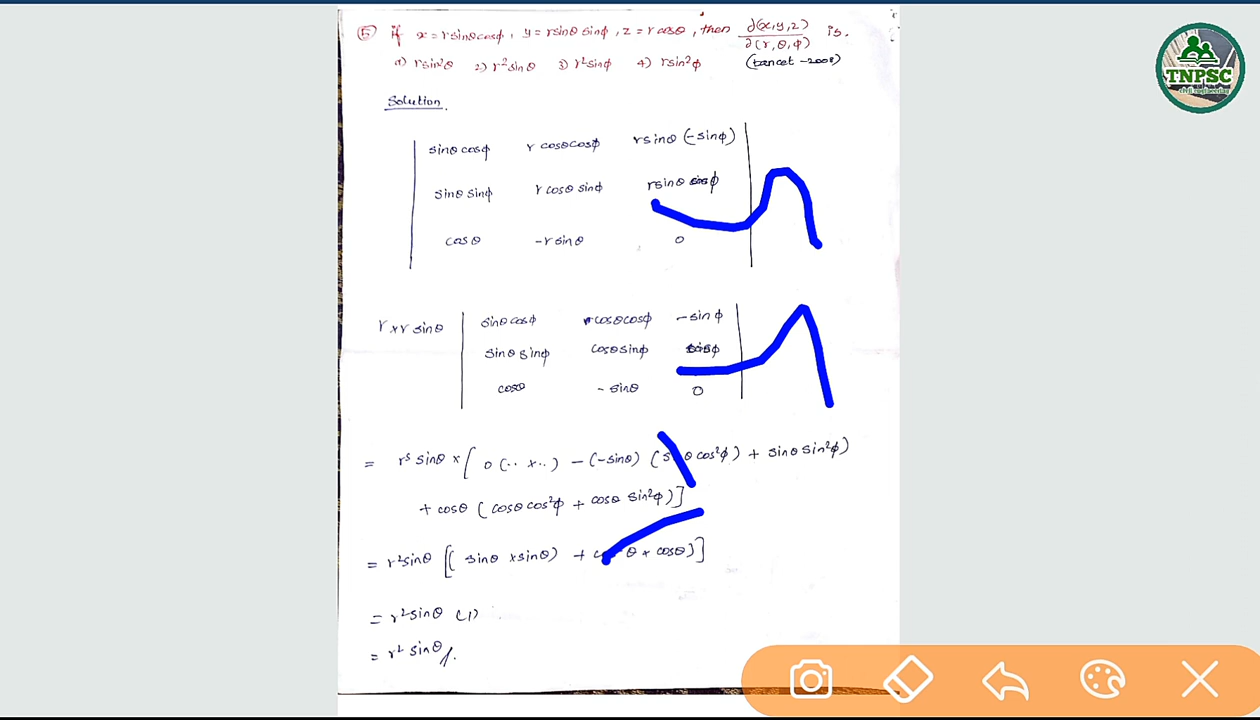 ⑤ if x = r sinθ cosϕ, y = r sinθ sinϕ, z = r cosθ, then ∂(x,y,z)/∂(r,θ,ϕ) is.
1) r sin²θ 2) r² sinθ 3) r² sinϕ 4) r sin²ϕ (tancet - 2008)
TNPSC
civil engineering
Solution.
| sinθ cosϕ r cosθ cosϕ r sinθ (-sinϕ) |
| sinθ sinϕ r cosθ sinϕ r sinθ cosϕ |
| cosθ -r sinθ 0 |
r × r sinθ | sinθ cosϕ cosθ cosϕ - sinϕ |
| sinθ sinϕ cosθ sinϕ cosϕ |
| cosθ - sinθ 0 |
= r² sinθ × [ 0 (.. × ..) - (-sinθ) ( θ cos²ϕ) + sinθ sin²ϕ)
+ cosθ (cosθ cos²ϕ + cosθ sin²ϕ)]
= r² sinθ [( sinθ × sinθ) + ( θ × cosθ)]
= r² sinθ (1)
= r² sinθ //.